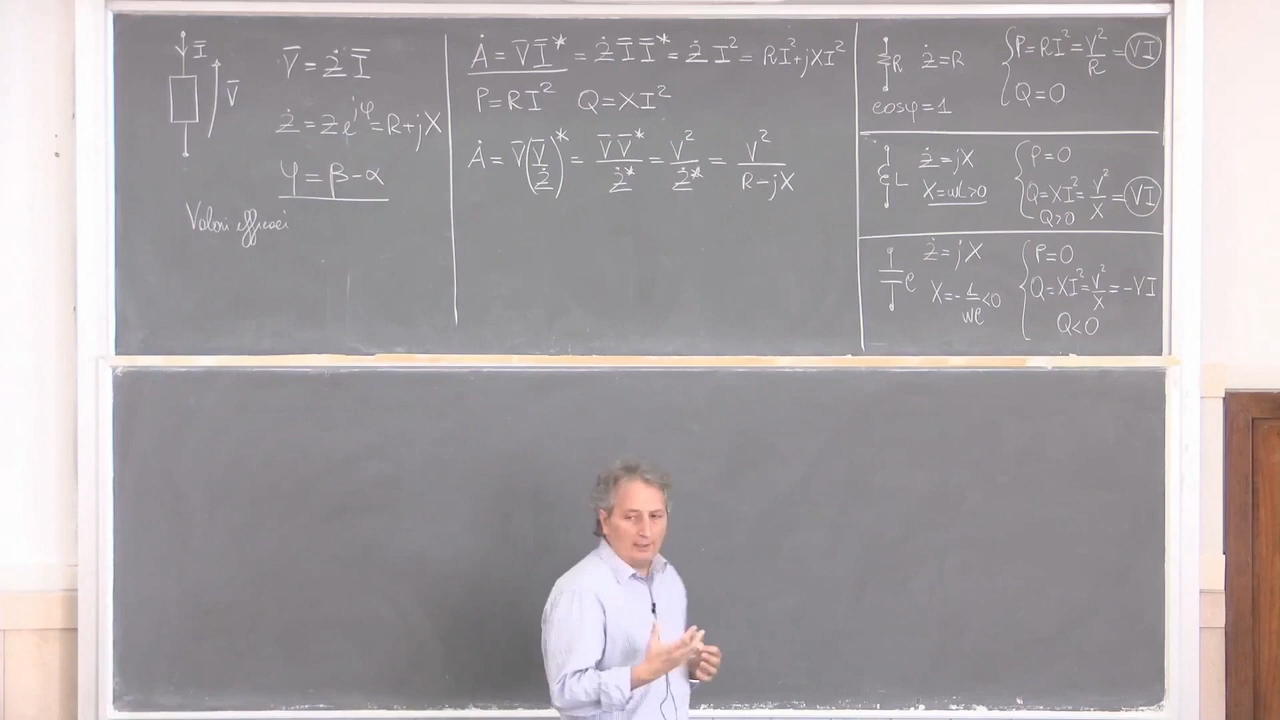 I̅
V̅
V̅ = Ż I̅
Ż = Z e^{jφ} = R + jX
φ = β - α
Valori efficaci
Ȧ = V̅ I̅* = Ż I̅ I̅* = Ż I² = RI² + jXI²
P = RI² Q = XI²
Ȧ = V̅ (V̅/Ż)* = V̅ V̅*/Ż* = V²/Ż* = V²/(R - jX)
R Ż = R
cosφ = 1
P = RI² = V²/R = VI
Q = 0
L Ż = jX
X = ωL > 0
P = 0
Q = XI² = V²/X = VI
Q > 0
C Ż = jX
X = -1/ωC < 0
P = 0
Q = XI² = V²/X = -VI
Q < 0